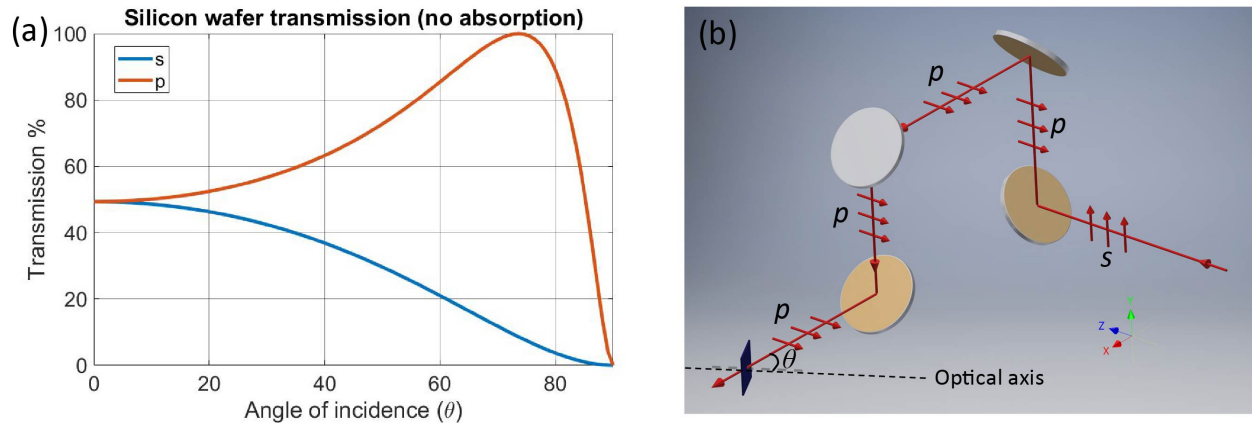 (a)
Silicon wafer transmission (no absorption)
s
p
100
80
60
40
20
0
Transmission %
0 20 40 60 80
Angle of incidence (θ)
(b)
p
p
p
s
p
θ
Optical axis
Y
Z
X